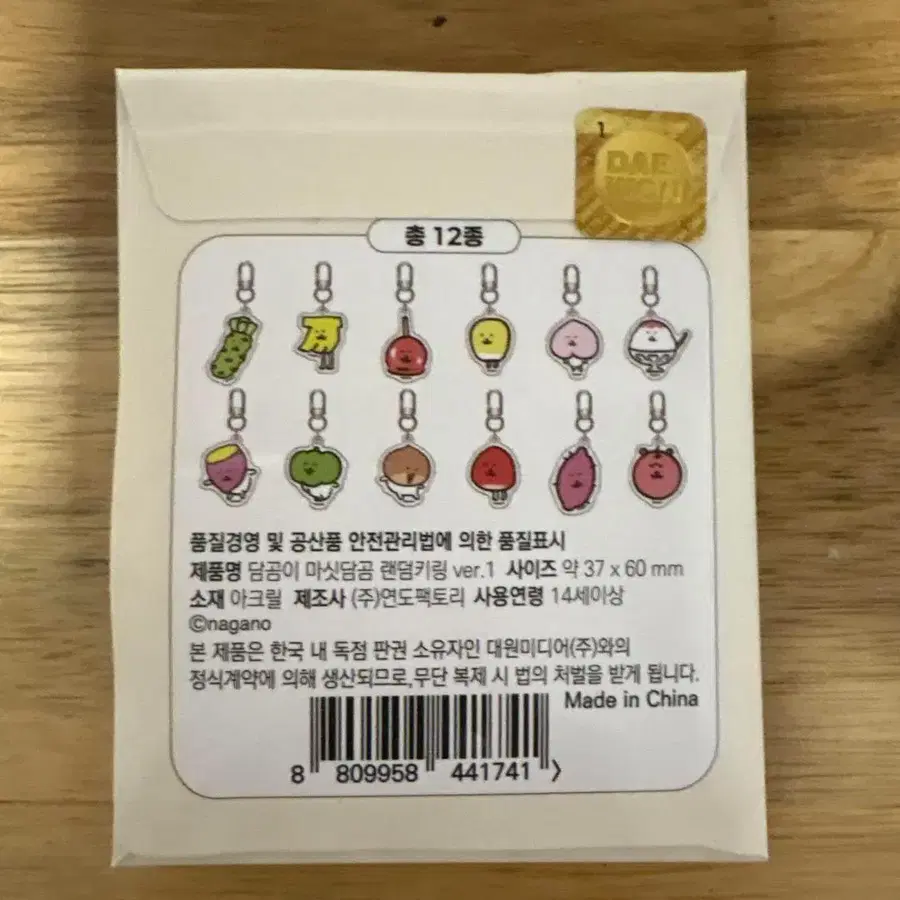 1
DAE
총 12종
품질경영 및 공산품 안전관리법에 의한 품질표시
제품명 담곰이 마싯담곰 랜덤키링 ver.1 사이즈 약 37 x 60 mm
소재 아크릴 제조사 (주)연도팩토리 사용연령 14세이상
©nagano
본 제품은 한국 내 독점 판권 소유자인 대원미디어(주)와의
정식계약에 의해 생산되므로,무단 복제 시 법의 처벌을 받게 됩니다.
Made in China
8 809958 441741 >